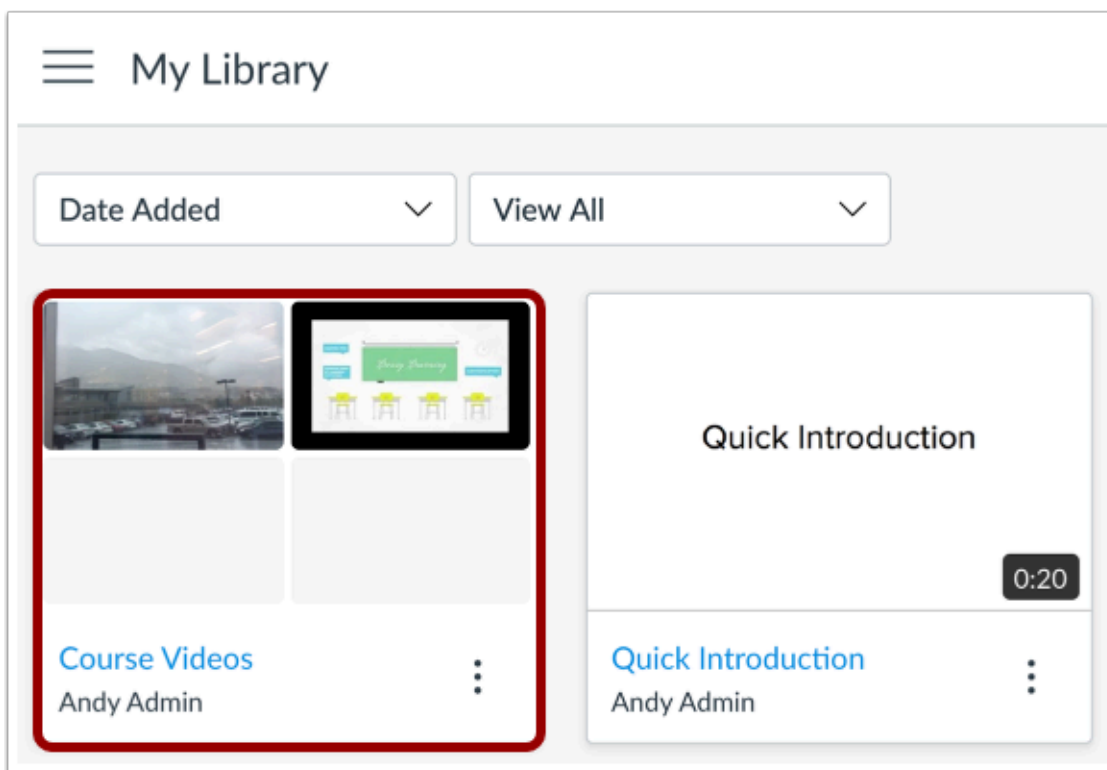 My Library
Date Added
View All
Quick Introduction
0:20
Course Videos
Andy Admin
Quick Introduction
Andy Admin